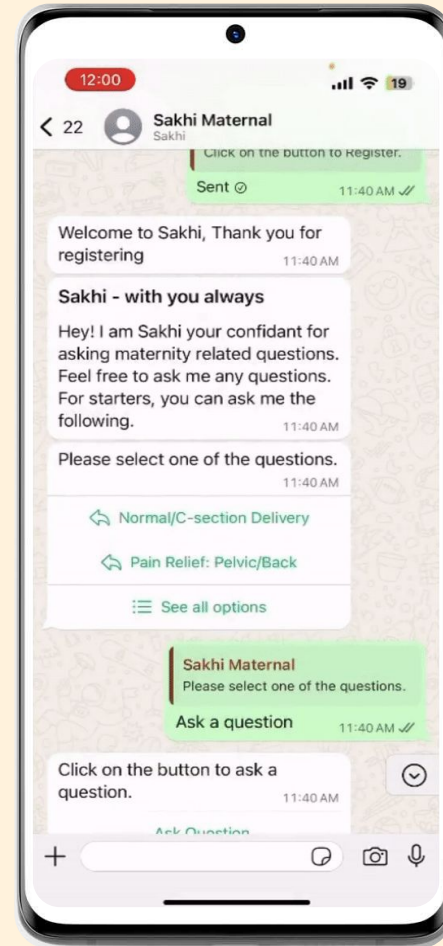 12:00
19
22
Sakhi Maternal
Sakhi
Click on the button to Register.
Sent
11:40 AM
Welcome to Sakhi, Thank you for
registering
11:40 AM
Sakhi - with you always
Hey! I am Sakhi your confidant for
asking maternity related questions.
Feel free to ask me any questions.
For starters, you can ask me the
following.
11:40 AM
Please select one of the questions.
11:40 AM
Normal/C-section Delivery
Pain Relief: Pelvic/Back
See all options
Sakhi Maternal
Please select one of the questions.
Ask a question
11:40 AM
Click on the button to ask a
question.
11:40 AM
Ask Question